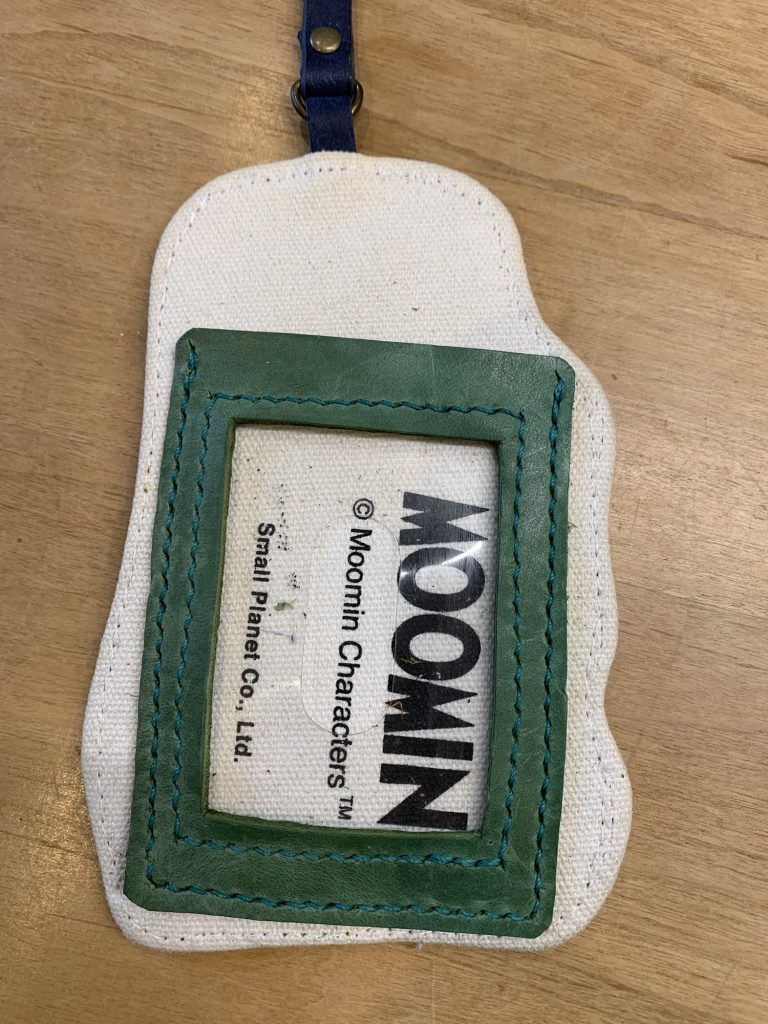 MOOMIN
© Moomin Characters™
Small Planet Co., Ltd.